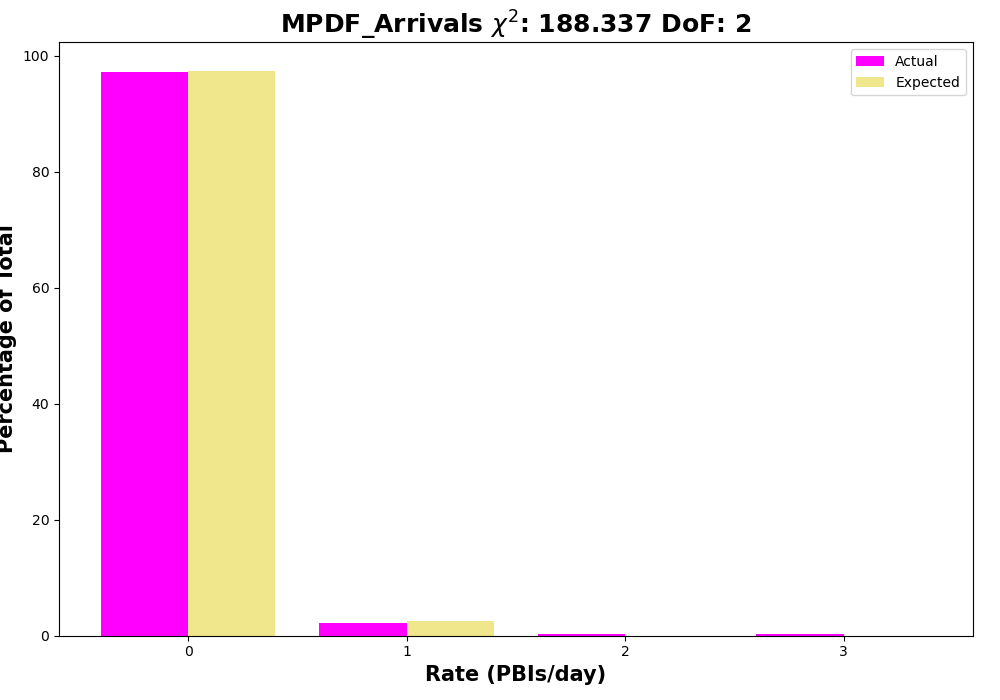 MPDF_Arrivals χ²: 188.337 DoF: 2
Actual
Expected
Percentage of Total
100
80
60
40
20
0
0 1 2 3
Rate (PBIs/day)